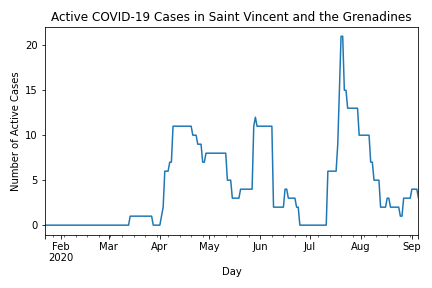 Active COVID-19 Cases in Saint Vincent and the Grenadines
Number of Active Cases
20
15
10
5
0
Feb Mar Apr May Jun Jul Aug Sep
2020
Day